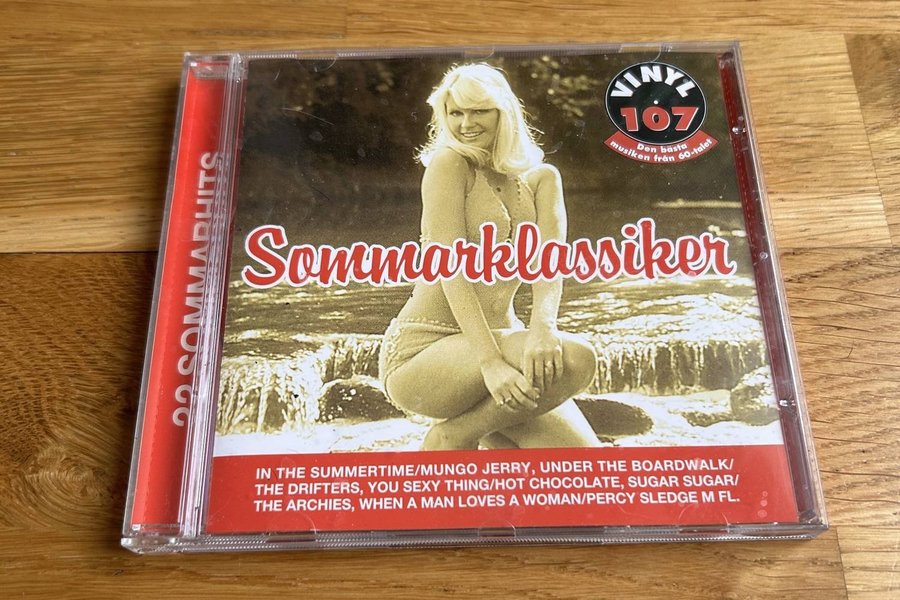 22 SOMMARHITS
VINYL
107
Den bästa
musiken från 60-talet
Sommarklassiker
IN THE SUMMERTIME/MUNGO JERRY, UNDER THE BOARDWALK/
THE DRIFTERS, YOU SEXY THING/HOT CHOCOLATE, SUGAR SUGAR/
THE ARCHIES, WHEN A MAN LOVES A WOMAN/PERCY SLEDGE M FL.